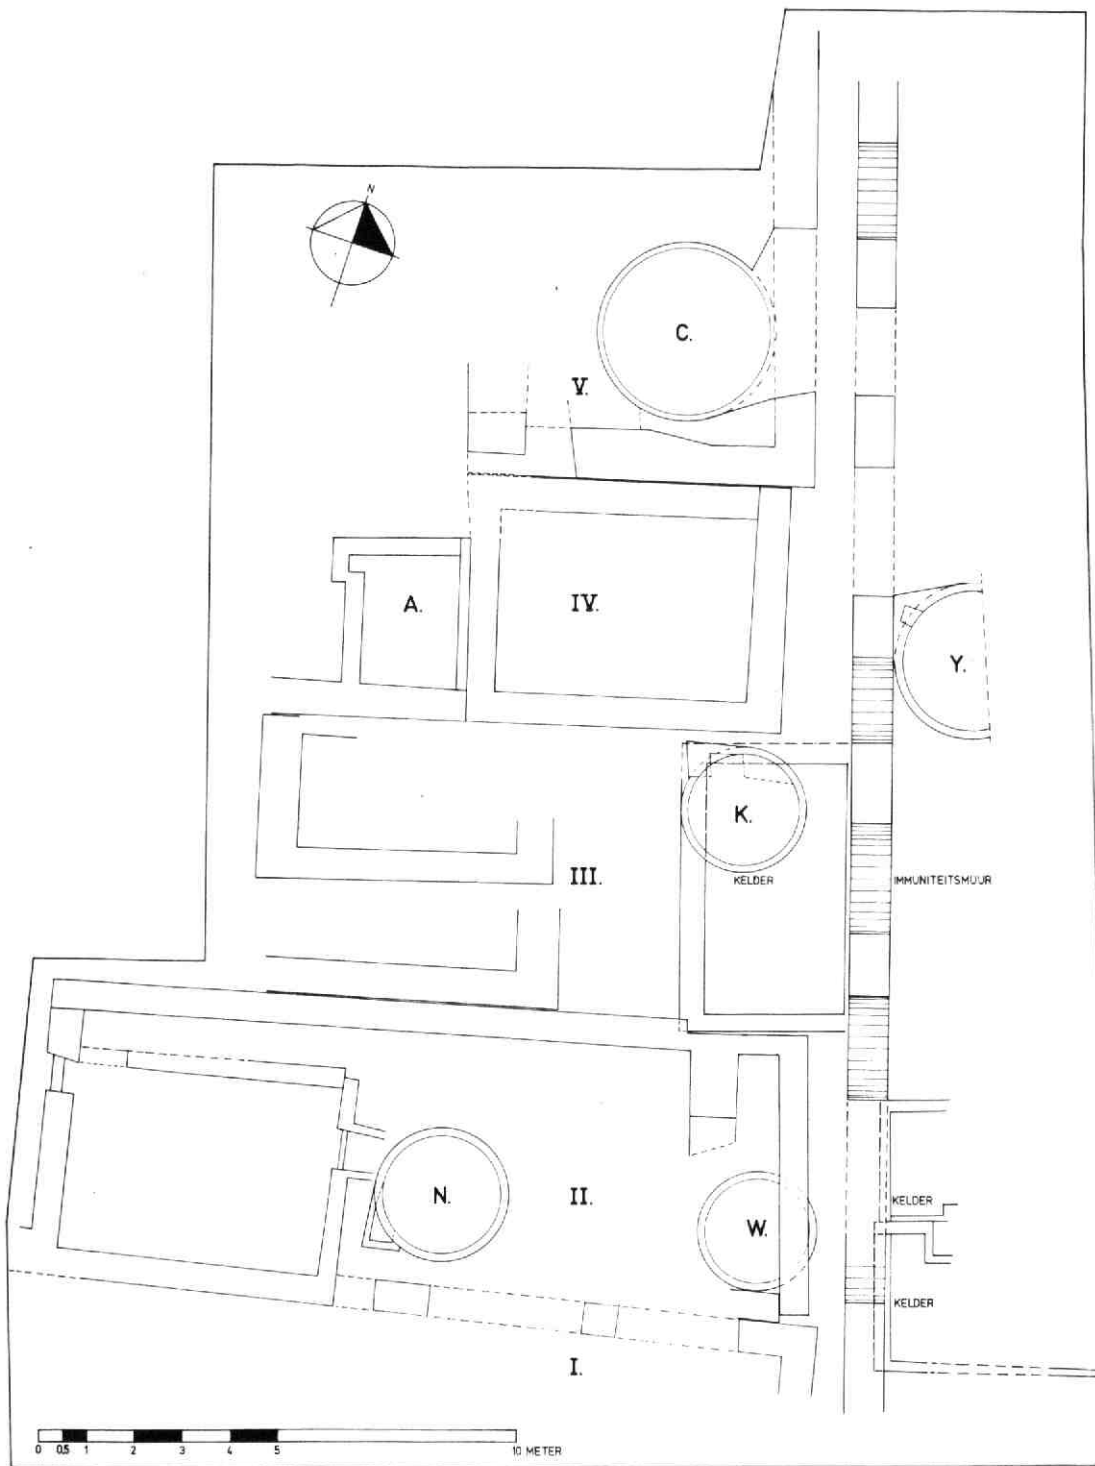 N
C.
V.
A.
IV.
Y.
K.
III.
KELDER
IMMUNITEITSMUUR
N.
II.
W.
KELDER
KELDER
I.
0 0,5 1 2 3 4 5 10 METER